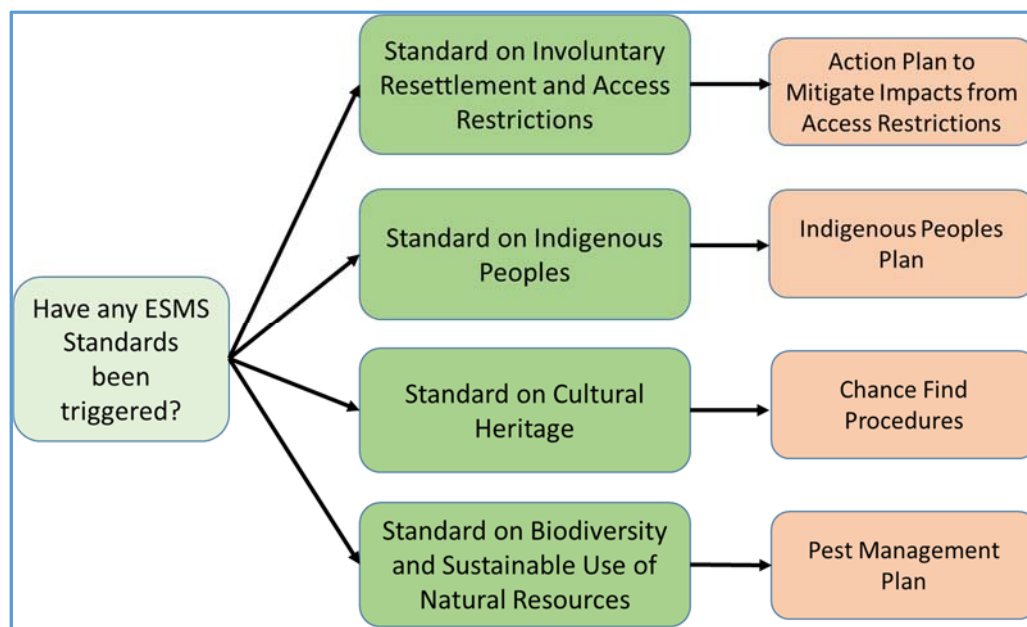 Have any ESMS
Standards
been
triggered?
Standard on Involuntary
Resettlement and Access
Restrictions
Action Plan to
Mitigate Impacts from
Access Restrictions
Standard on Indigenous
Peoples
Indigenous Peoples
Plan
Standard on Cultural
Heritage
Chance Find
Procedures
Standard on Biodiversity
and Sustainable Use of
Natural Resources
Pest Management
Plan